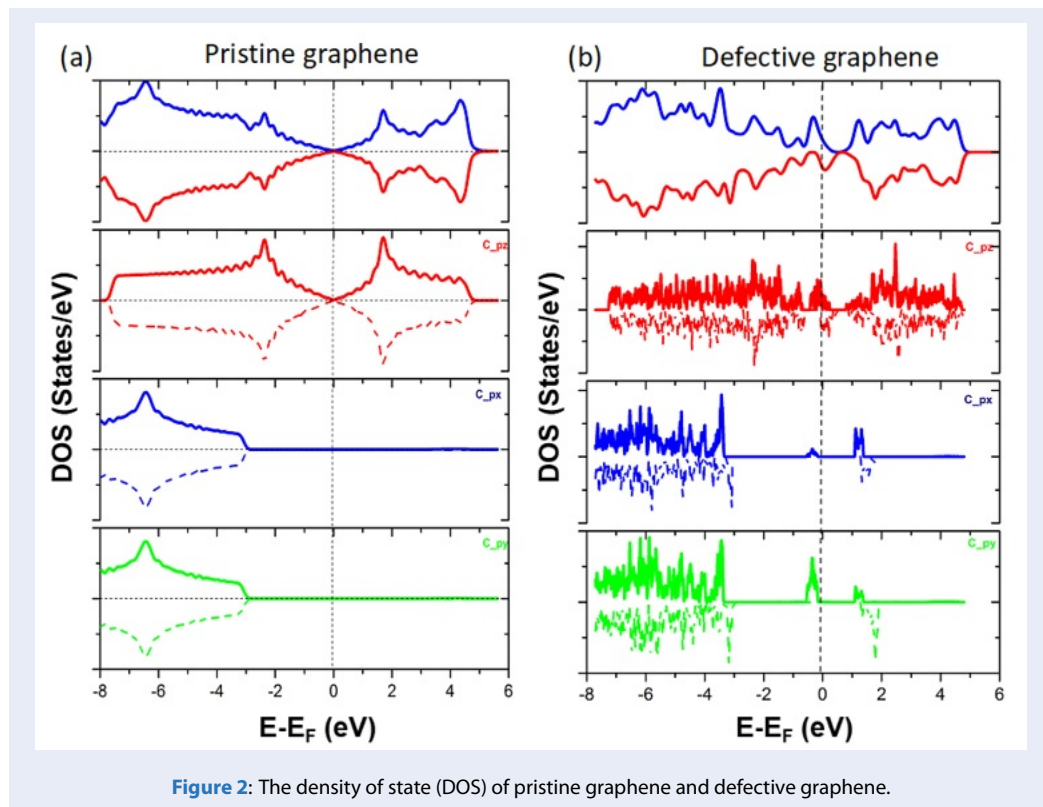 (a) Pristine graphene
(b) Defective graphene
DOS (States/eV)
C_pz
C_px
C_py
-8 -6 -4 -2 0 2 4 6
E-E_F (eV)
DOS (States/eV)
C_pz
C_px
C_py
-8 -6 -4 -2 0 2 4 6
E-E_F (eV)
Figure 2: The density of state (DOS) of pristine graphene and defective graphene.